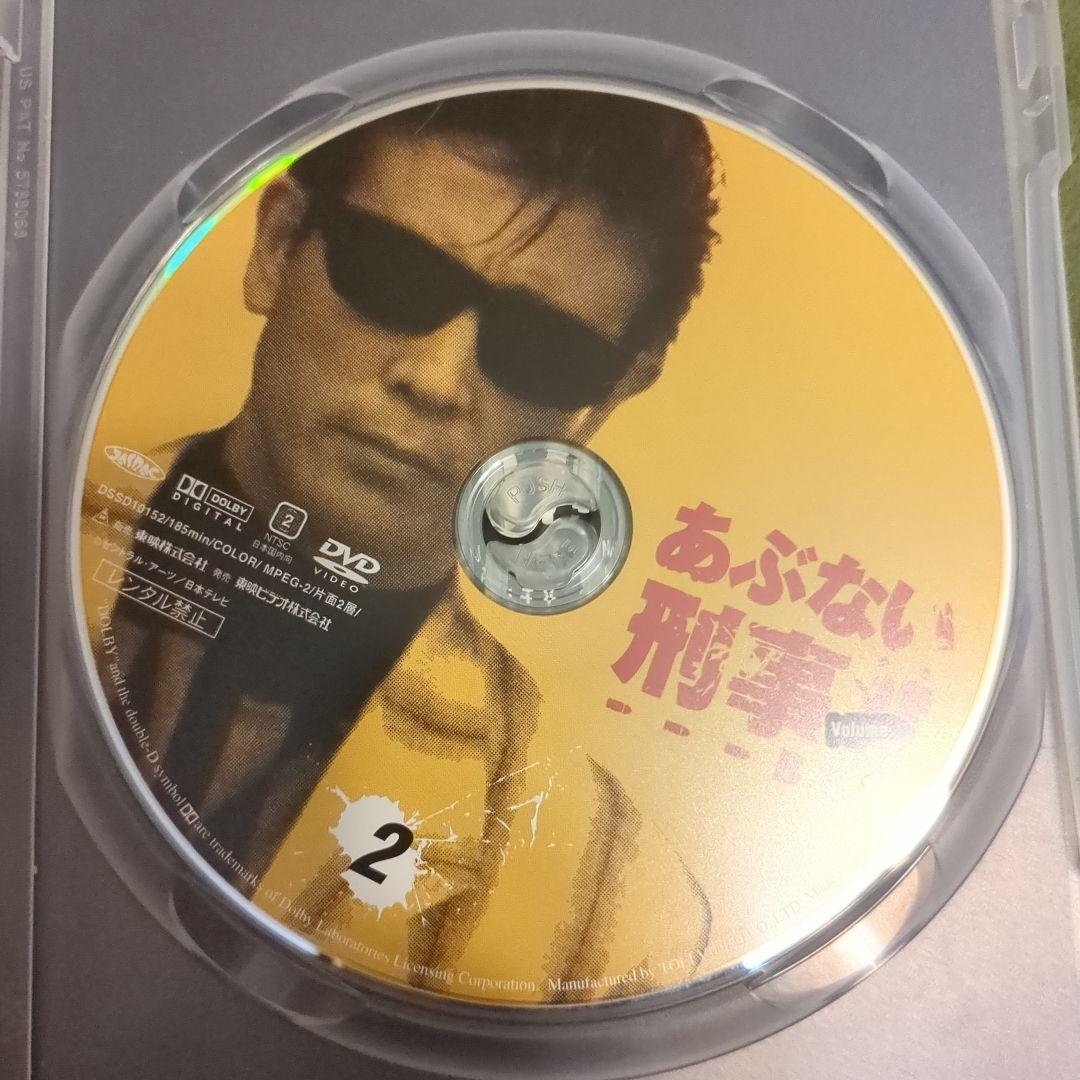 US PAT No 5788068
JASRAC
DOLBY
DIGITAL
2
NTSC
日本国内向
DVD
VIDEO
DSSD10152/185min/COLOR/MPEG-2/片面2層/
販売 東映株式会社 発売 東映ビデオ株式会社
©セントラル・アーツ/日本テレビ
レンタル禁止
PUSH
あぶない
刑事
Volume
2
"DOLBY" and the double-D symbol are trademarks of Dolby Laboratories Licensing Corporation. Manufactured by